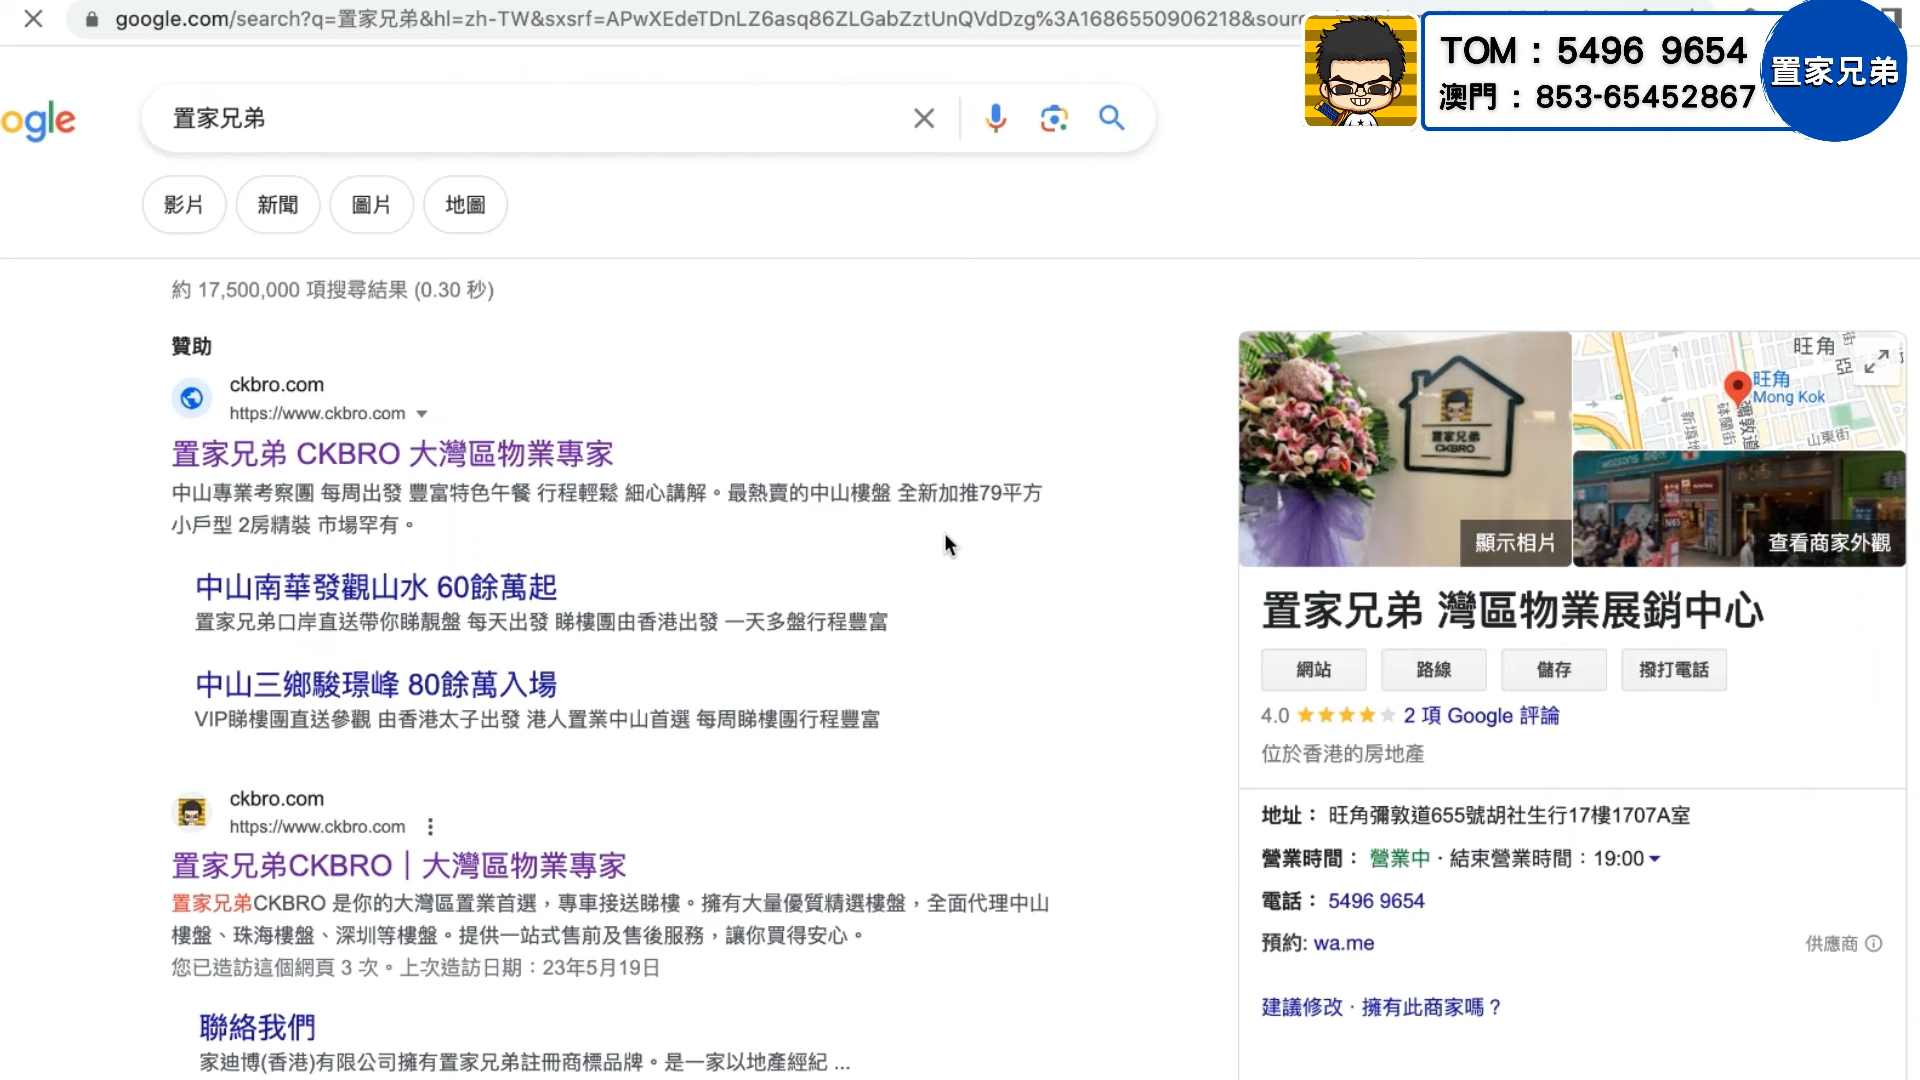 google.com/search?q=置家兄弟&hl=zh-TW&sxsrf=APwXEdeTDnLZ6asq86ZLGabZztUnQVdDzg%3A1686550906218&sour
TOM : 5496 9654
澳門 : 853-65452867
置家兄弟
ogle
置家兄弟
影片
新聞
圖片
地圖
約 17,500,000 項搜尋結果 (0.30 秒)
贊助
ckbro.com
https://www.ckbro.com
置家兄弟 CKBRO 大灣區物業專家
中山專業考察團 每周出發 豐富特色午餐 行程輕鬆 細心講解。最熱賣的中山樓盤 全新加推79平方
小戶型 2房精裝 市場罕有。
中山南華發觀山水 60餘萬起
置家兄弟口岸直送帶你睇靚盤 每天出發 睇樓團由香港出發 一天多盤行程豐富
中山三鄉駿璟峰 80餘萬入場
VIP睇樓團直送參觀 由香港太子出發 港人置業中山首選 每周睇樓團行程豐富
ckbro.com
https://www.ckbro.com
置家兄弟CKBRO｜大灣區物業專家
置家兄弟CKBRO 是你的大灣區置業首選，專車接送睇樓。擁有大量優質精選樓盤，全面代理中山
樓盤、珠海樓盤、深圳等樓盤。提供一站式售前及售後服務，讓你買得安心。
您已造訪這個網頁 3 次。上次造訪日期：23年5月19日
聯絡我們
家迪博(香港)有限公司擁有置家兄弟註冊商標品牌。是一家以地產經紀 ...
置家兄弟
CKBRO
顯示相片
旺角
旺角
Mong Kok
彌敦道
砵蘭街
新填地
山東街
查看商家外觀
置家兄弟 灣區物業展銷中心
網站
路線
儲存
撥打電話
4.0
2 項 Google 評論
位於香港的房地產
地址： 旺角彌敦道655號胡社生行17樓1707A室
營業時間： 營業中 · 結束營業時間：19:00
電話： 5496 9654
預約: wa.me
供應商
建議修改 · 擁有此商家嗎？